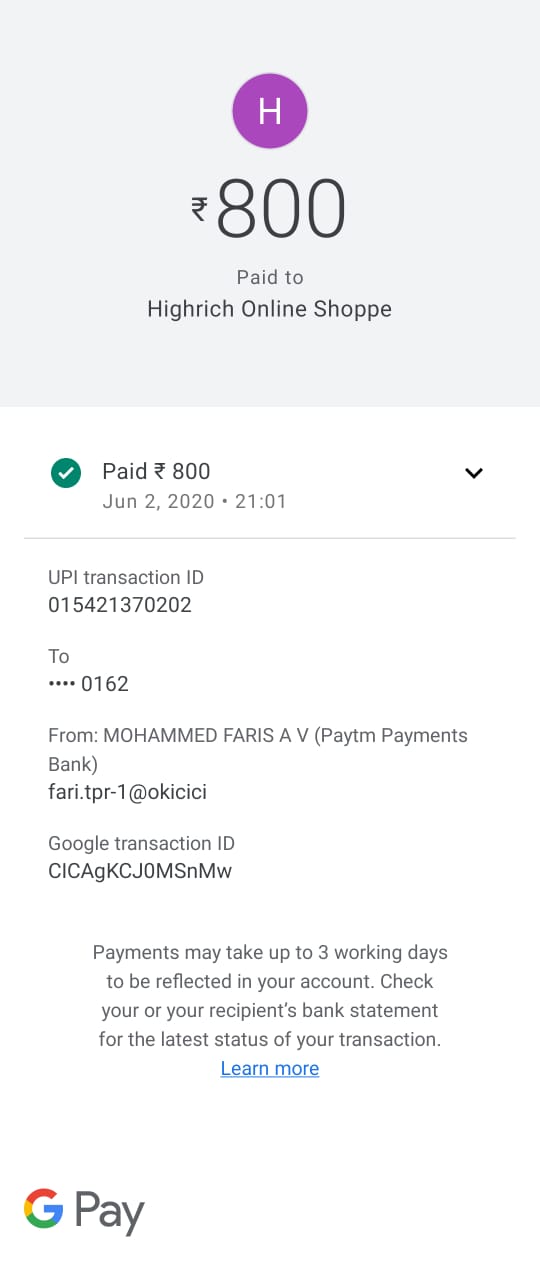 H
₹800
Paid to
Highrich Online Shoppe
Paid ₹ 800
Jun 2, 2020 • 21:01
UPI transaction ID
015421370202
To
•••• 0162
From: MOHAMMED FARIS A V (Paytm Payments
Bank)
fari.tpr-1@okicici
Google transaction ID
CICAgKCJ0MSnMw
Payments may take up to 3 working days
to be reflected in your account. Check
your or your recipient’s bank statement
for the latest status of your transaction.
Learn more
G Pay